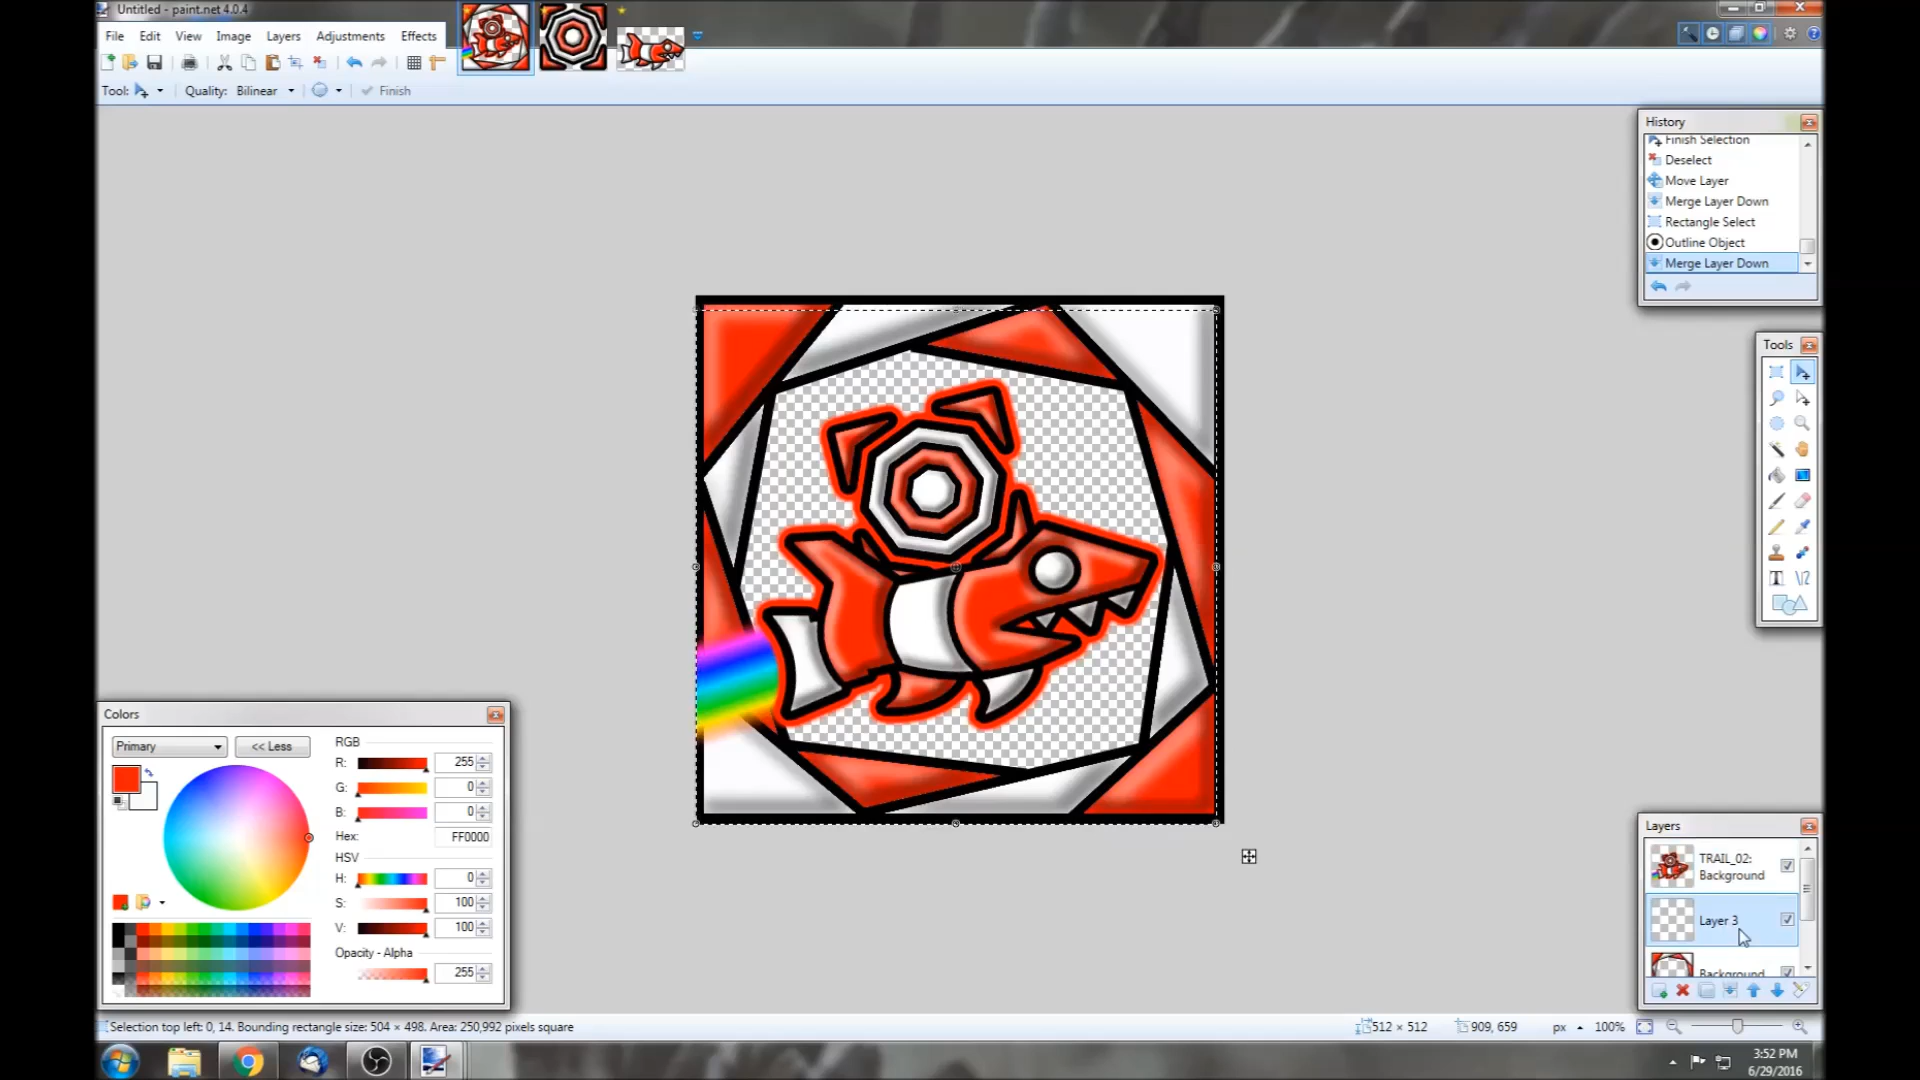 Untitled - paint.net 4.0.4
File Edit View Image Layers Adjustments Effects
Tool: Quality: Bilinear Finish
History
Finish Selection
Deselect
Move Layer
Merge Layer Down
Rectangle Select
Outline Object
Merge Layer Down
Tools
Colors
Primary << Less
RGB
R: 255
G: 0
B: 0
Hex: FF0000
HSV
H: 0
S: 100
V: 100
Opacity - Alpha
255
Layers
TRAIL_02:
Background
Layer 3
Background
Selection top left: 0, 14. Bounding rectangle size: 504 × 498. Area: 250,992 pixels square
512 × 512 909, 659 px 100%
3:52 PM
6/29/2016